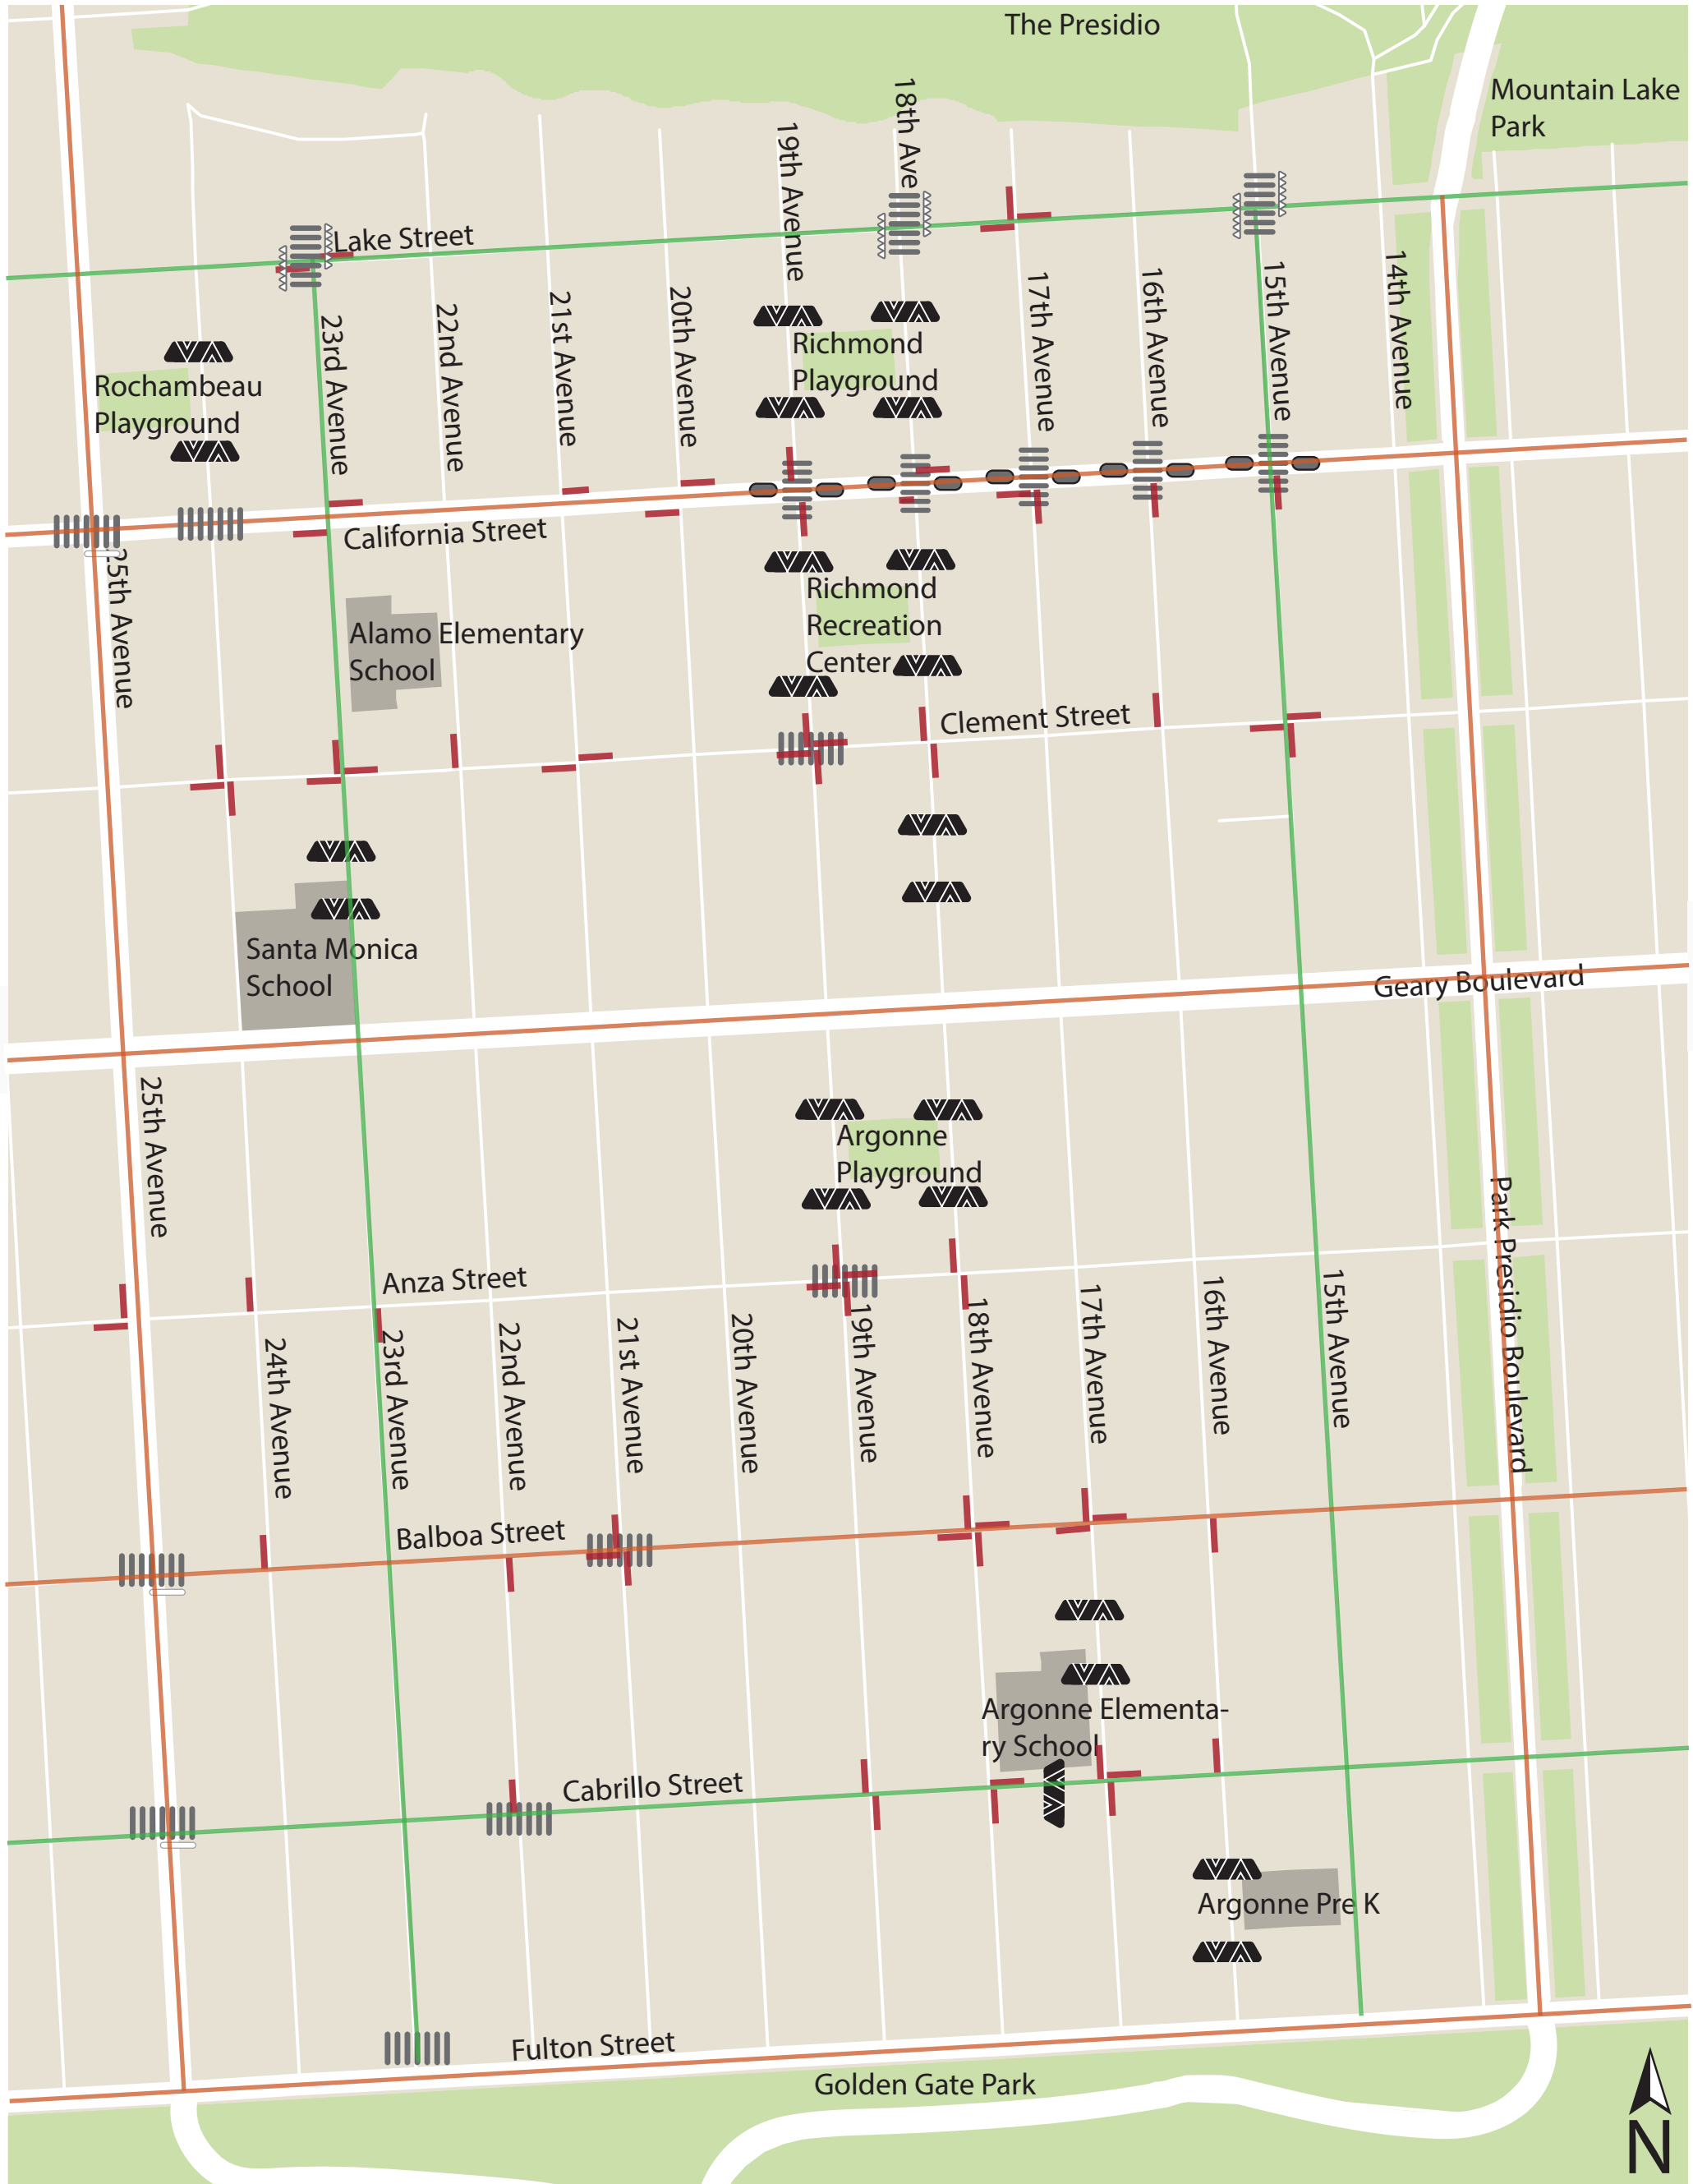 The Presidio
Mountain Lake
Park
18th Ave
19th Avenue
Lake Street
23rd Avenue
22nd Avenue
21st Avenue
20th Avenue
17th Avenue
16th Avenue
15th Avenue
14th Avenue
Richmond
Playground
Rochambeau
Playground
California Street
25th Avenue
Richmond
Recreation
Center
Alamo Elementary
School
Clement Street
Santa Monica
School
Geary Boulevard
25th Avenue
Argonne
Playground
Park Presidio Boulevard
Anza Street
24th Avenue
23rd Avenue
22nd Avenue
21st Avenue
20th Avenue
19th Avenue
18th Avenue
17th Avenue
16th Avenue
15th Avenue
Balboa Street
Argonne Elementa-
ry School
Cabrillo Street
Argonne Pre K
Fulton Street
Golden Gate Park
N